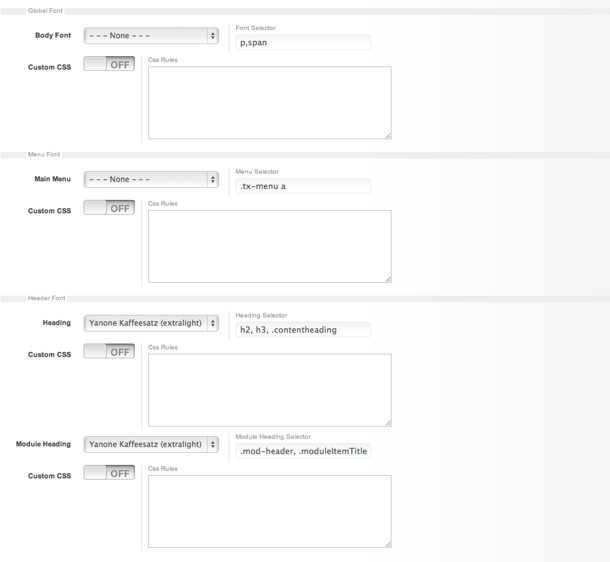 Global Font
Body Font
- - - None - - -
Font Selector
p,span
Custom CSS
OFF
Css Rules
Menu Font
Main Menu
- - - None - - -
Menu Selector
.tx-menu a
Custom CSS
OFF
Css Rules
Header Font
Heading
Yanone Kaffeesatz (extralight)
Heading Selector
h2, h3, .contentheading
Custom CSS
OFF
Css Rules
Module Heading
Yanone Kaffeesatz (extralight)
Module Heading Selector
.mod-header, .moduleItemTitle
Custom CSS
OFF
Css Rules